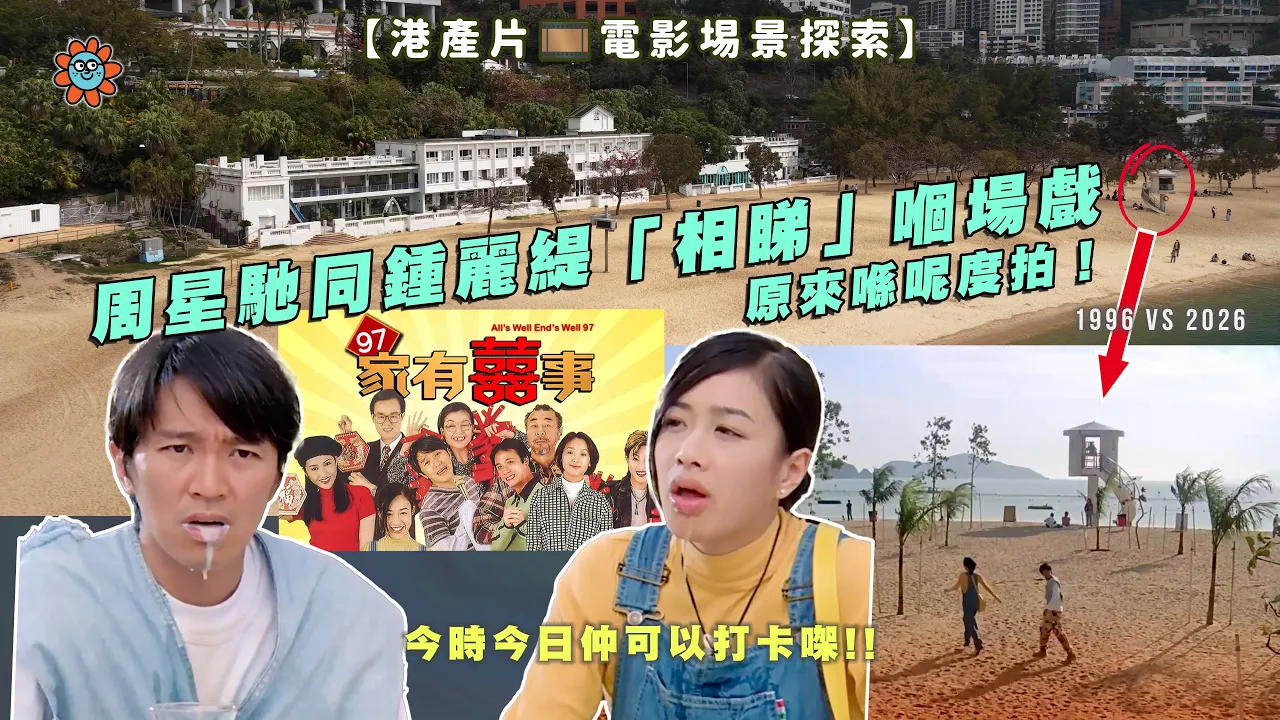 【港產片🎞️電影場景探索】
周星馳同鍾麗緹「相睇」嗰場戲
原來喺呢度拍！
1996 VS 2026
All's Well End's Well 97
97
家有囍事
福
今時今日仲可以打卡㗎!!